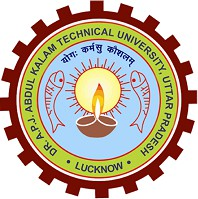 DR. A.P.J. ABDUL KALAM TECHNICAL UNIVERSITY, UTTAR PRADESH
योगः कर्मसु कौशलम्
LUCKNOW